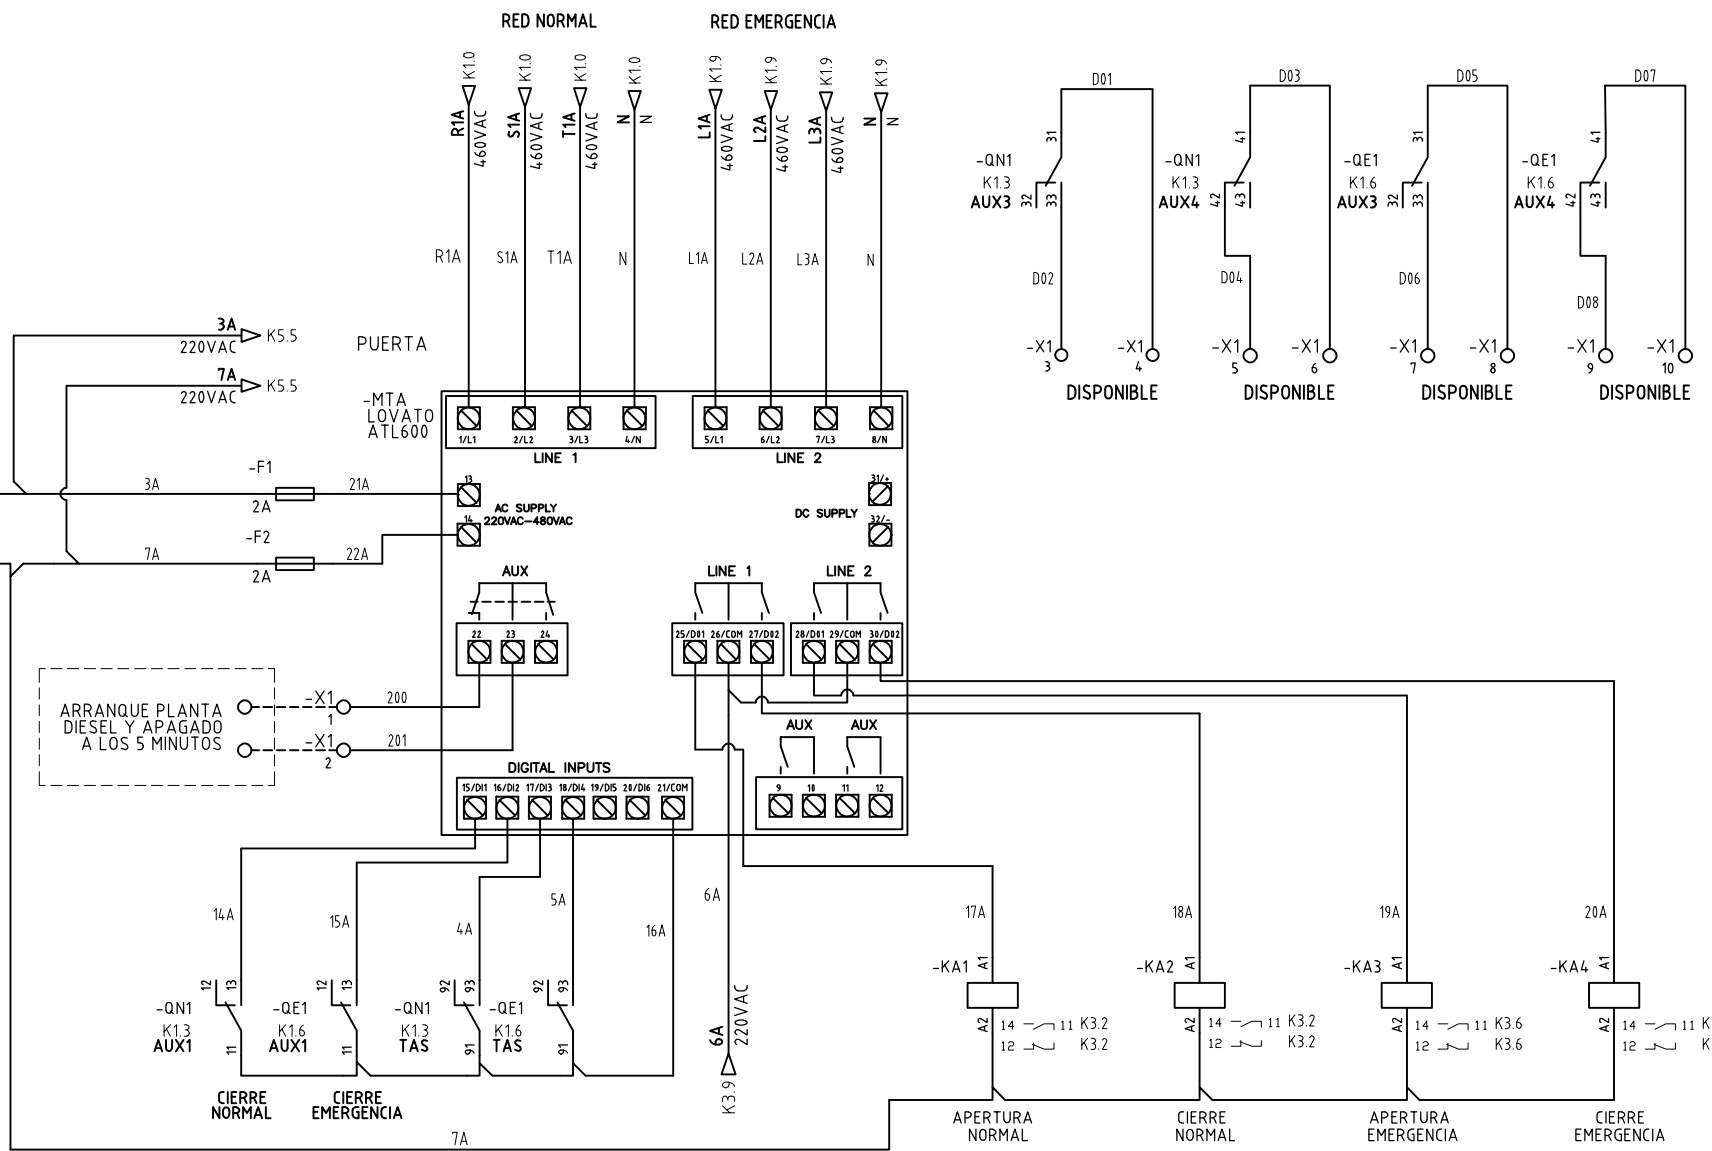 RED NORMAL
RED EMERGENCIA
K1.0
K1.0
K1.0
K1.0
K1.9
K1.9
K1.9
K1.9
R1A
460VAC
S1A
460VAC
T1A
460VAC
N
N
L1A
460VAC
L2A
460VAC
L3A
460VAC
N
N
R1A
S1A
T1A
N
L1A
L2A
L3A
N
D01
31
-QN1
K1.3
AUX3
32
33
D02
-X1
3
-X1
4
DISPONIBLE
D03
41
-QN1
K1.3
AUX4
42
43
D04
-X1
5
-X1
6
DISPONIBLE
D05
31
-QE1
K1.6
AUX3
32
33
D06
-X1
7
-X1
8
DISPONIBLE
D07
41
-QE1
K1.6
AUX4
42
43
D08
-X1
9
-X1
10
DISPONIBLE
3A
220VAC
K5.5
7A
220VAC
K5.5
PUERTA
-MTA
LOVATO
ATL600
1/L1
2/L2
3/L3
4/N
LINE 1
5/L1
6/L2
7/L3
8/N
LINE 2
3A
-F1
2A
21A
13
14
AC SUPPLY
220VAC-480VAC
31/+
32/-
DC SUPPLY
7A
-F2
2A
22A
AUX
22
23
24
LINE 1
25/D01
26/COM
27/D02
LINE 2
28/D01
29/COM
30/D02
ARRANQUE PLANTA
DIESEL Y APAGADO
A LOS 5 MINUTOS
-X1
1
200
-X1
2
201
AUX
AUX
9
10
11
12
DIGITAL INPUTS
15/DI1
16/DI2
17/DI3
18/DI4
19/DI5
20/DI6
21/COM
14A
15A
4A
5A
16A
6A
12
13
-QN1
K1.3
AUX1
11
CIERRE
NORMAL
12
13
-QE1
K1.6
AUX1
11
CIERRE
EMERGENCIA
92
93
-QN1
K1.3
TAS
91
92
93
-QE1
K1.6
TAS
91
6A
220VAC
K3.9
17A
-KA1
A1
A2
14
11
K3.2
12
K3.2
APERTURA
NORMAL
18A
-KA2
A1
A2
14
11
K3.2
12
K3.2
CIERRE
NORMAL
19A
-KA3
A1
A2
14
11
K3.6
12
K3.6
APERTURA
EMERGENCIA
20A
-KA4
A1
A2
14
11
K
12
K
CIERRE
EMERGENCIA
7A